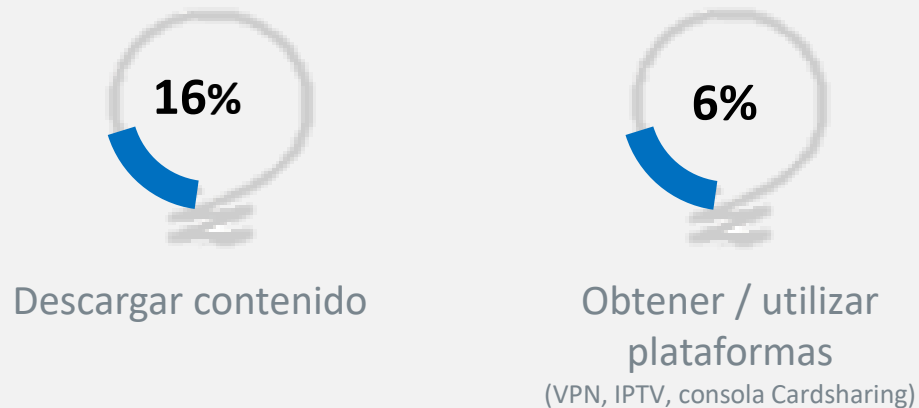 16%
Descargar contenido
6%
Obtener / utilizar
plataformas
(VPN, IPTV, consola Cardsharing)